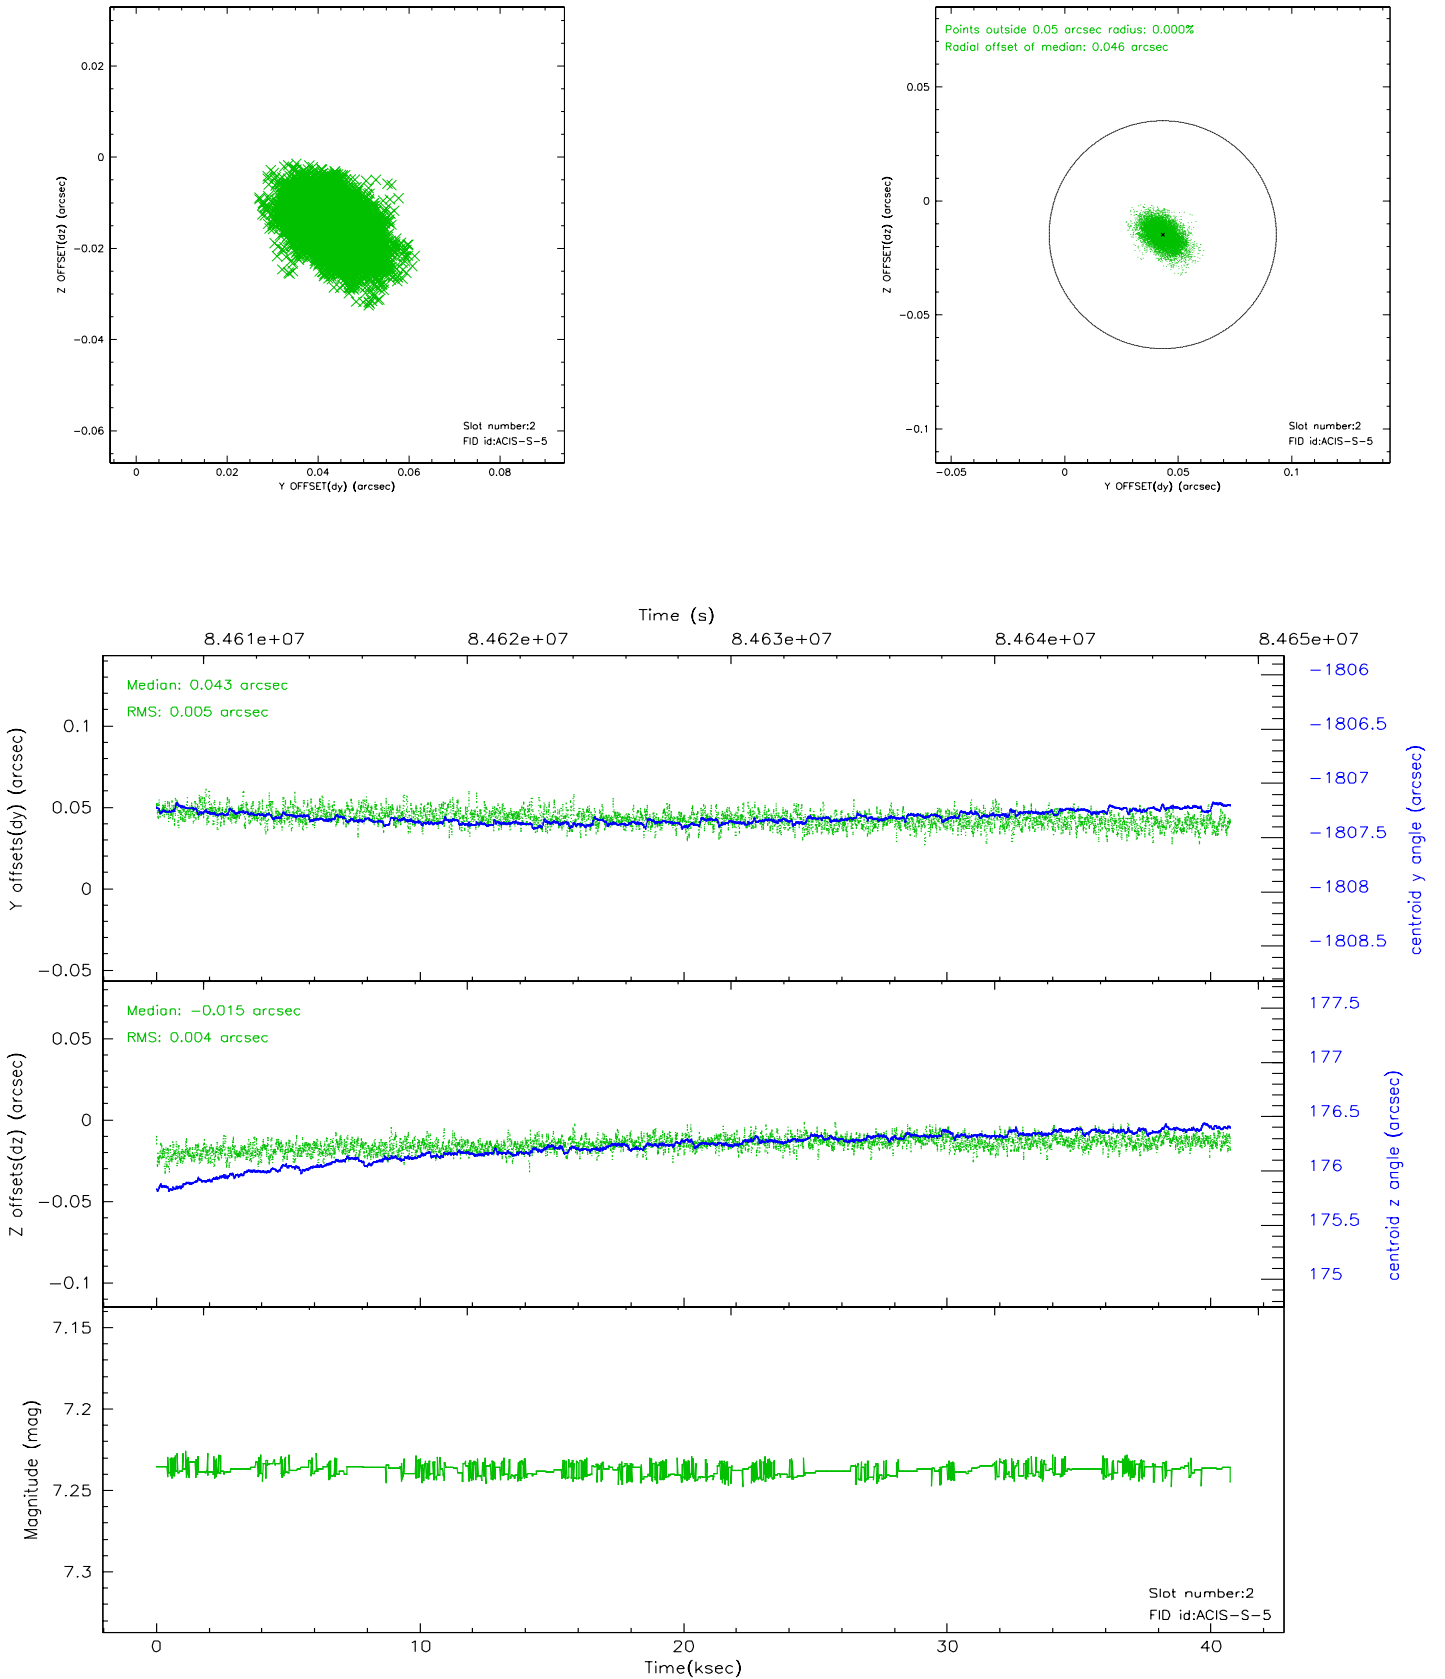 0.02
0
-0.02
-0.04
-0.06
Z OFFSET(dz) (arcsec)
Slot number:2
FID id:ACIS-S-5
0
0.02
0.04
0.06
0.08
Y OFFSET(dy) (arcsec)
Points outside 0.05 arcsec radius: 0.000%
Radial offset of median: 0.046 arcsec
0.05
0
-0.05
-0.1
Z OFFSET(dz) (arcsec)
Slot number:2
FID id:ACIS-S-5
-0.05
0
0.05
0.1
Y OFFSET(dy) (arcsec)
Time (s)
8.461e+07
8.462e+07
8.463e+07
8.464e+07
8.465e+07
Median: 0.043 arcsec
RMS: 0.005 arcsec
0.1
0.05
0
-0.05
Y offsets(dy) (arcsec)
-1806
-1806.5
-1807
-1807.5
-1808
-1808.5
centroid y angle (arcsec)
Median: -0.015 arcsec
RMS: 0.004 arcsec
0.05
0
-0.05
-0.1
Z offsets(dz) (arcsec)
177.5
177
176.5
176
175.5
175
centroid z angle (arcsec)
7.15
7.2
7.25
7.3
Magnitude (mag)
Slot number:2
FID id:ACIS-S-5
0
10
20
30
40
Time(ksec)